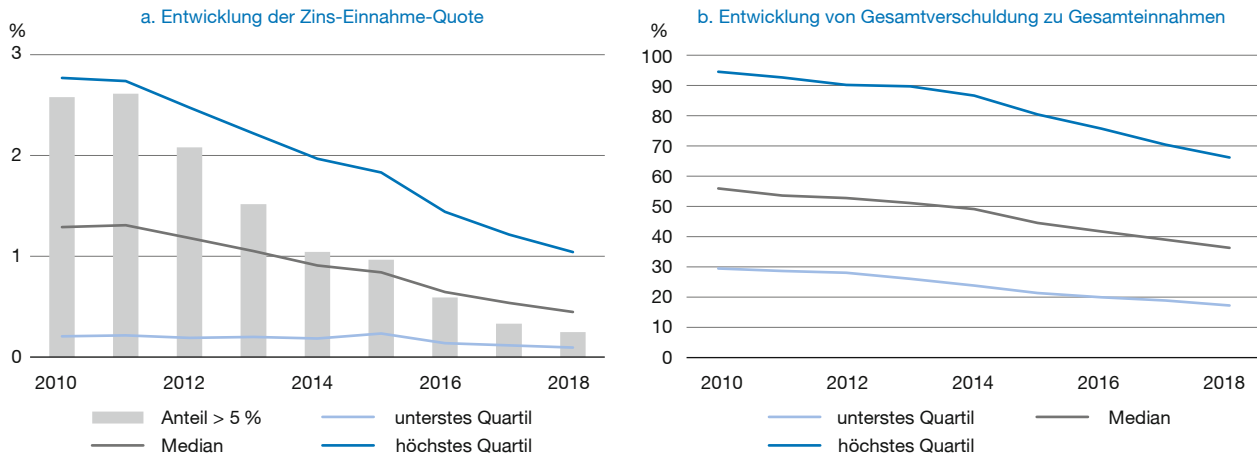 a. Entwicklung der Zins-Einnahme-Quote
%
3
2
1
0
2010 2012 2014 2016 2018
Anteil > 5 % unterstes Quartil
Median höchstes Quartil
b. Entwicklung von Gesamtverschuldung zu Gesamteinnahmen
%
100
90
80
70
60
50
40
30
20
10
0
2010 2012 2014 2016 2018
unterstes Quartil Median
höchstes Quartil